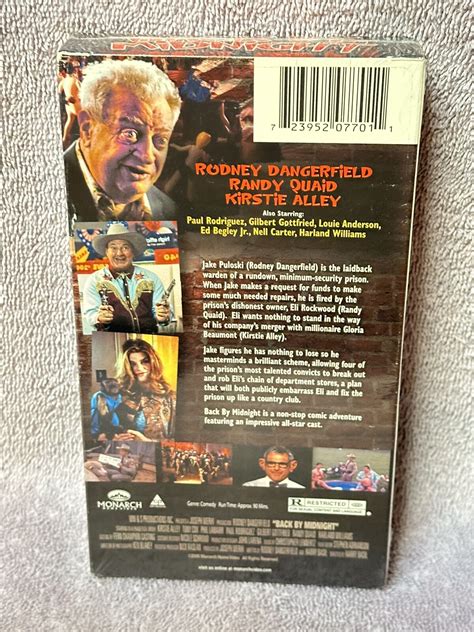 MIDNIGHT
7 23952 07701 1
RODNEY DANGERFIELD
RANDY QUAID
KIRSTIE ALLEY
Also Starring:
Paul Rodriguez, Gilbert Gottfried, Louie Anderson,
Ed Begley Jr., Nell Carter, Harland Williams
Jake Puloski (Rodney Dangerfield) is the laidback
warden of a rundown, minimum-security prison.
When Jake makes a request for funds to make
some much needed repairs, he is fired by the
prison's dishonest owner, Eli Rockwood (Randy
Quaid). Eli wants nothing to stand in the way
of his company's merger with millionaire Gloria
Beaumont (Kirstie Alley).
Jake figures he has nothing to lose so he
masterminds a brilliant scheme, allowing four of
the prison's most talented convicts to break out
and rob Eli's chain of department stores, a plan
that will both publicly embarrass Eli and fix the
prison up like a country club.
Back By Midnight is a non-stop comic adventure
featuring an impressive all-star cast.
MONARCH
Genre: Comedy Run Time: Approx. 90 Mins.
R RESTRICTED
"BACK BY MIDNIGHT"